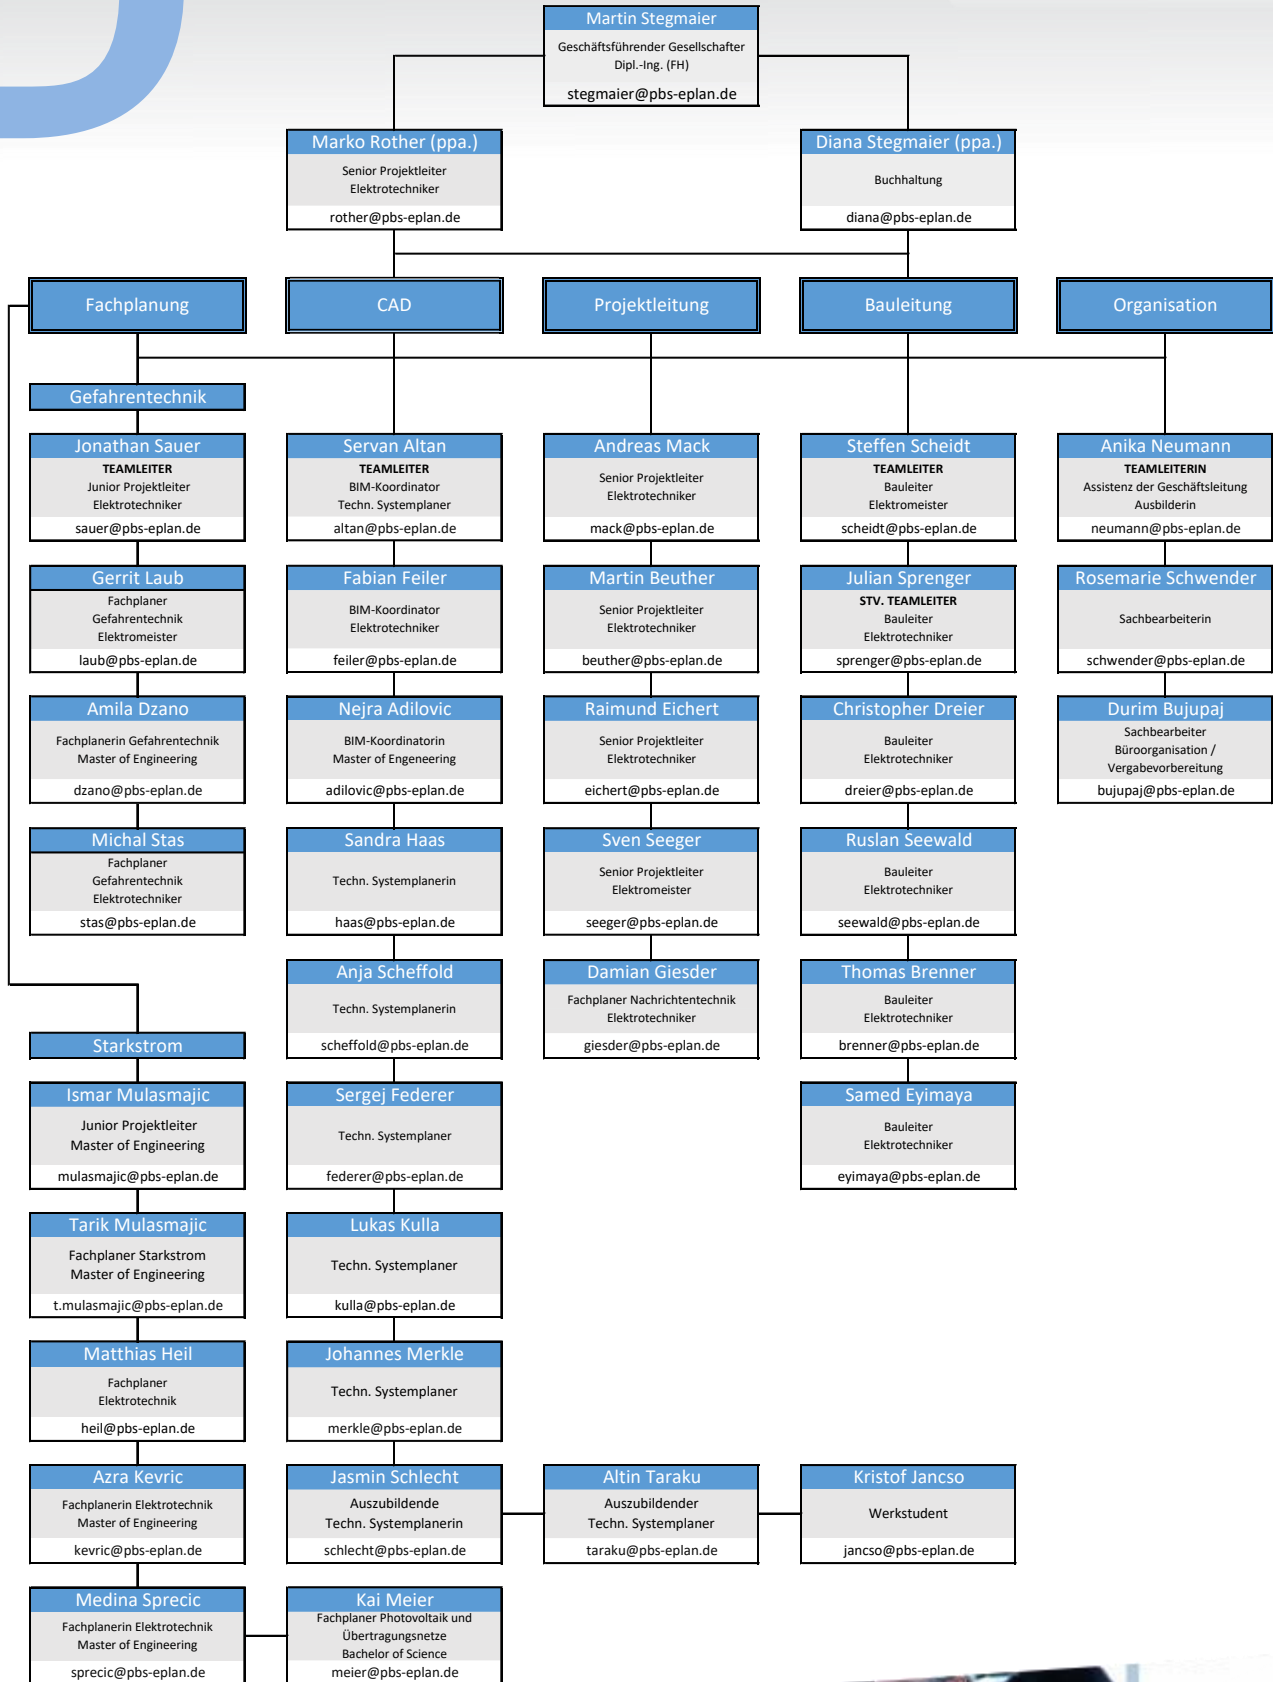 Martin Stegmaier
Geschäftsführender Gesellschafter
Dipl.-Ing. (FH)
stegmaier@pbs-eplan.de
Marko Rother (ppa.)
Senior Projektleiter
Elektrotechniker
rother@pbs-eplan.de
Diana Stegmaier (ppa.)
Buchhaltung
diana@pbs-eplan.de
Fachplanung
CAD
Projektleitung
Bauleitung
Organisation
Gefahrentechnik
Jonathan Sauer
TEAMLEITER
Junior Projektleiter
Elektrotechniker
sauer@pbs-eplan.de
Servan Altan
TEAMLEITER
BIM-Koordinator
Techn. Systemplaner
altan@pbs-eplan.de
Andreas Mack
Senior Projektleiter
Elektrotechniker
mack@pbs-eplan.de
Steffen Scheidt
TEAMLEITER
Bauleiter
Elektromeister
scheidt@pbs-eplan.de
Anika Neumann
TEAMLEITERIN
Assistenz der Geschäftsleitung
Ausbilderin
neumann@pbs-eplan.de
Gerrit Laub
Fachplaner
Gefahrentechnik
Elektromeister
laub@pbs-eplan.de
Fabian Feiler
BIM-Koordinator
Elektrotechniker
feiler@pbs-eplan.de
Martin Beuther
Senior Projektleiter
Elektrotechniker
beuther@pbs-eplan.de
Julian Sprenger
STV. TEAMLEITER
Bauleiter
Elektrotechniker
sprenger@pbs-eplan.de
Rosemarie Schwender
Sachbearbeiterin
schwender@pbs-eplan.de
Amila Dzano
Fachplanerin Gefahrentechnik
Master of Engineering
dzano@pbs-eplan.de
Nejra Adilovic
BIM-Koordinatorin
Master of Engeneering
adilovic@pbs-eplan.de
Raimund Eichert
Senior Projektleiter
Elektrotechniker
eichert@pbs-eplan.de
Christopher Dreier
Bauleiter
Elektrotechniker
dreier@pbs-eplan.de
Durim Bujupaj
Sachbearbeiter
Büroorganisation /
Vergabevorbereitung
bujupaj@pbs-eplan.de
Michal Stas
Fachplaner
Gefahrentechnik
Elektrotechniker
stas@pbs-eplan.de
Sandra Haas
Techn. Systemplanerin
haas@pbs-eplan.de
Sven Seeger
Senior Projektleiter
Elektromeister
seeger@pbs-eplan.de
Ruslan Seewald
Bauleiter
Elektrotechniker
seewald@pbs-eplan.de
Anja Scheffold
Techn. Systemplanerin
scheffold@pbs-eplan.de
Damian Giesder
Fachplaner Nachrichtentechnik
Elektrotechniker
giesder@pbs-eplan.de
Thomas Brenner
Bauleiter
Elektrotechniker
brenner@pbs-eplan.de
Starkstrom
Ismar Mulasmajic
Junior Projektleiter
Master of Engineering
mulasmajic@pbs-eplan.de
Sergej Federer
Techn. Systemplaner
federer@pbs-eplan.de
Samed Eyimaya
Bauleiter
Elektrotechniker
eyimaya@pbs-eplan.de
Tarik Mulasmajic
Fachplaner Starkstrom
Master of Engineering
t.mulasmajic@pbs-eplan.de
Lukas Kulla
Techn. Systemplaner
kulla@pbs-eplan.de
Matthias Heil
Fachplaner
Elektrotechnik
heil@pbs-eplan.de
Johannes Merkle
Techn. Systemplaner
merkle@pbs-eplan.de
Azra Kevric
Fachplanerin Elektrotechnik
Master of Engineering
kevric@pbs-eplan.de
Jasmin Schlecht
Auszubildende
Techn. Systemplanerin
schlecht@pbs-eplan.de
Altin Taraku
Auszubildender
Techn. Systemplaner
taraku@pbs-eplan.de
Kristof Jancso
Werkstudent
jancso@pbs-eplan.de
Medina Sprecic
Fachplanerin Elektrotechnik
Master of Engineering
sprecic@pbs-eplan.de
Kai Meier
Fachplaner Photovoltaik und
Übertragungsnetze
Bachelor of Science
meier@pbs-eplan.de